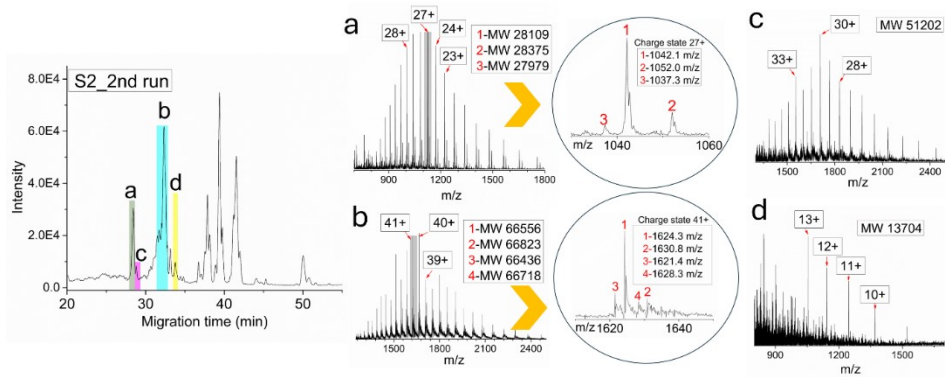 S2_2nd run
a
b
c
d
8.0E4
6.0E4
4.0E4
2.0E4
0.0
Intensity
20
30
40
50
Migration time (min)
a
28+
27+
24+
23+
1-MW 28109
2-MW 28375
3-MW 27979
900
1200
1500
1800
m/z
Charge state 27+
1-1042.1 m/z
2-1052.0 m/z
3-1037.3 m/z
1
2
3
m/z
1040
1060
b
41+
40+
39+
1-MW 66556
2-MW 66823
3-MW 66436
4-MW 66718
1500
1800
2100
2400
m/z
Charge state 41+
1-1624.3 m/z
2-1630.8 m/z
3-1621.4 m/z
4-1628.3 m/z
1
3
4
2
1620
1640
m/z
c
33+
30+
28+
MW 51202
1500
1800
2100
2400
m/z
d
13+
12+
11+
10+
MW 13704
900
1200
1500
m/z